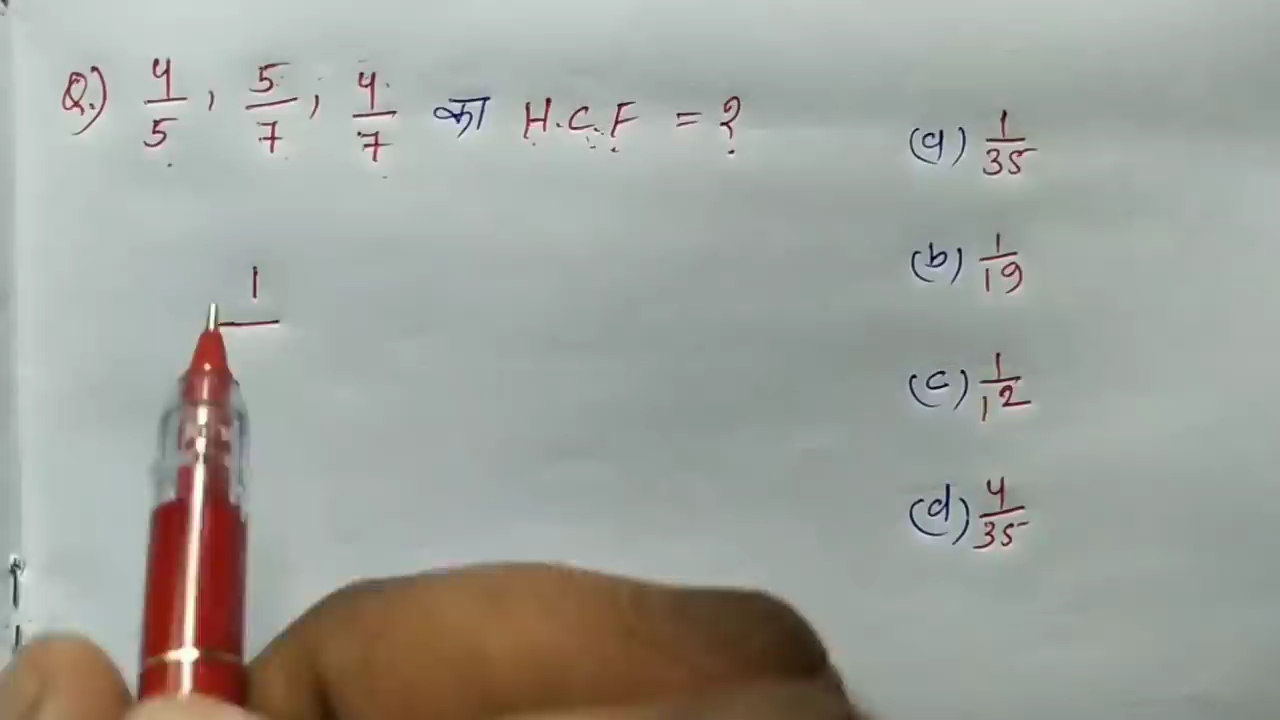 Q.) 4/5, 5/7, 4/7 का H.C.F = ?
(a) 1/35
(b) 1/19
(c) 1/12
(d) 4/35
1